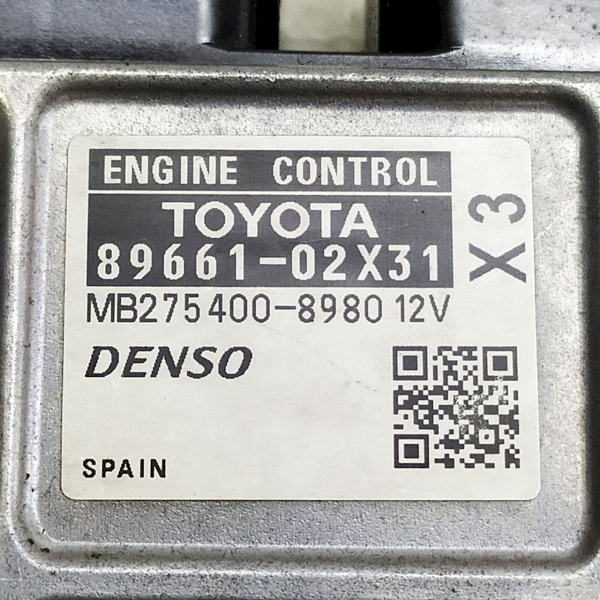 ENGINE CONTROL
TOYOTA
89661-02X31
X3
MB275400-8980 12V
DENSO
SPAIN